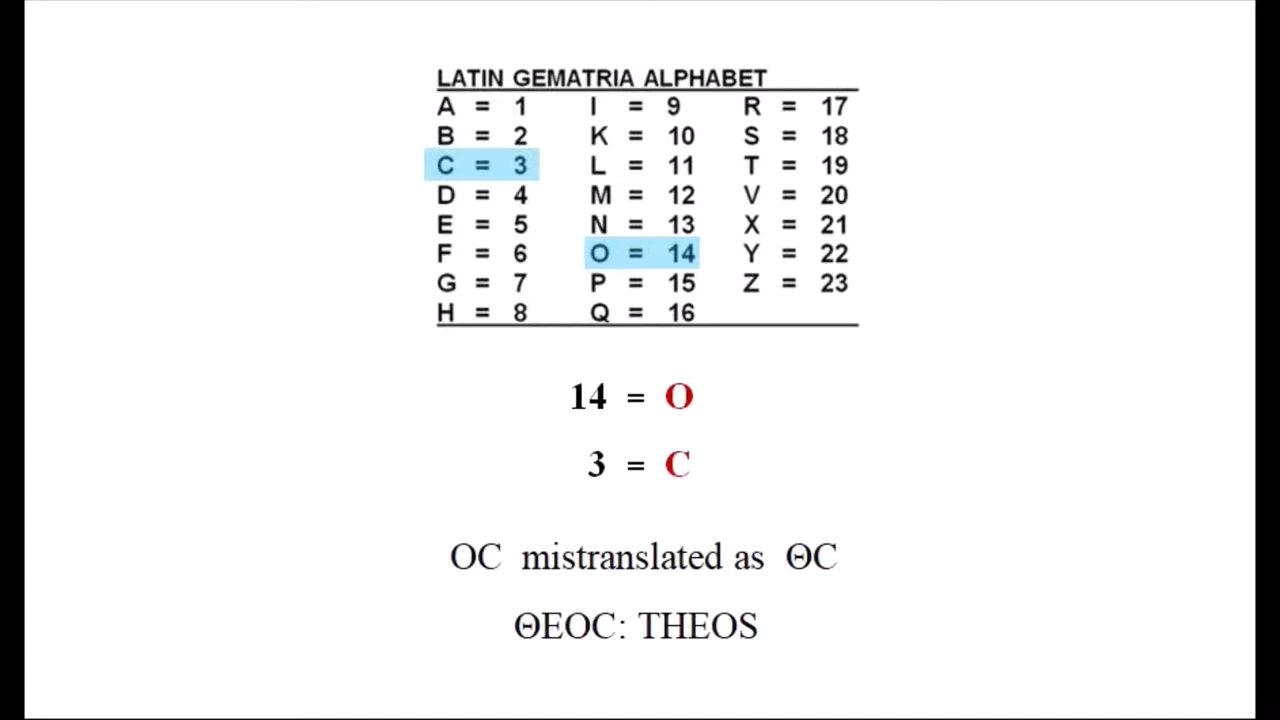 LATIN GEMATRIA ALPHABET
A = 1 I = 9 R = 17
B = 2 K = 10 S = 18
C = 3 L = 11 T = 19
D = 4 M = 12 V = 20
E = 5 N = 13 X = 21
F = 6 O = 14 Y = 22
G = 7 P = 15 Z = 23
H = 8 Q = 16
14 = O
3 = C
OC mistranslated as ΘC
ΘEOC: THEOS